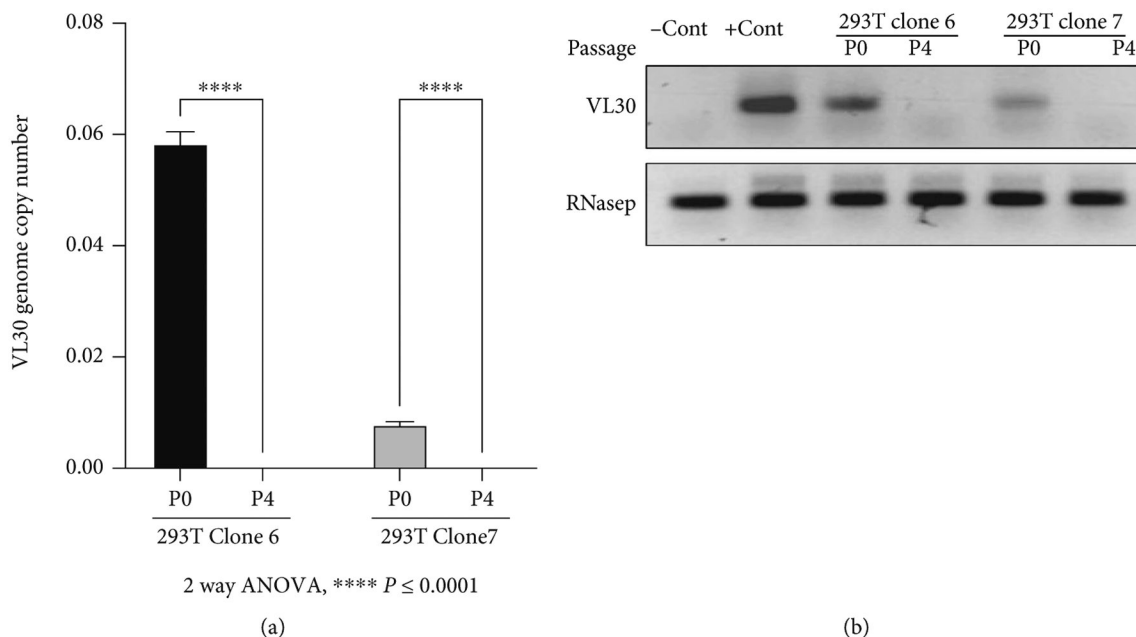 0.08
****
****
0.06
0.04
0.02
0.00
VL30 genome copy number
P0 P4 P0 P4
293T Clone 6 293T Clone7
2 way ANOVA, **** P ≤ 0.0001
(a)
–Cont +Cont 293T clone 6 293T clone 7
Passage P0 P4 P0 P4
VL30
RNasep
(b)